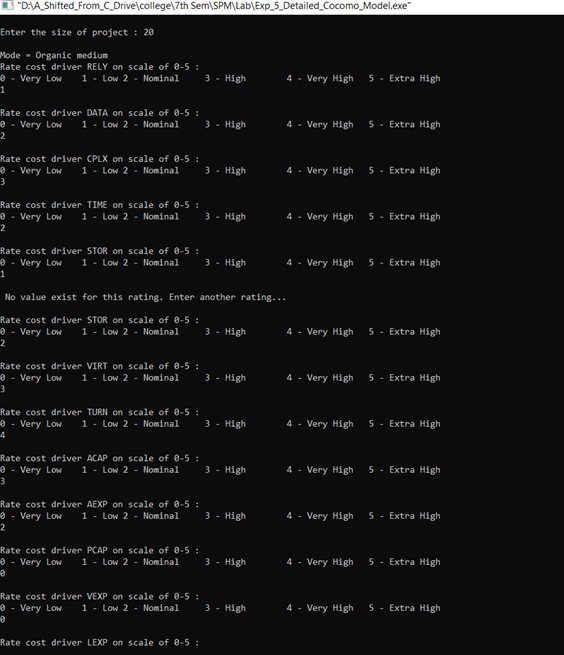 "D:\A_Shifted_From_C_Drive\college\7th Sem\SPM\Lab\Exp_5_Detailed_Cocomo_Model.exe"
Enter the size of project : 20
Mode = Organic medium
Rate cost driver RELY on scale of 0-5 :
0 - Very Low 1 - Low 2 - Nominal 3 - High 4 - Very High 5 - Extra High
1
Rate cost driver DATA on scale of 0-5 :
0 - Very Low 1 - Low 2 - Nominal 3 - High 4 - Very High 5 - Extra High
2
Rate cost driver CPLX on scale of 0-5 :
0 - Very Low 1 - Low 2 - Nominal 3 - High 4 - Very High 5 - Extra High
3
Rate cost driver TIME on scale of 0-5 :
0 - Very Low 1 - Low 2 - Nominal 3 - High 4 - Very High 5 - Extra High
2
Rate cost driver STOR on scale of 0-5 :
0 - Very Low 1 - Low 2 - Nominal 3 - High 4 - Very High 5 - Extra High
1
No value exist for this rating. Enter another rating...
Rate cost driver STOR on scale of 0-5 :
0 - Very Low 1 - Low 2 - Nominal 3 - High 4 - Very High 5 - Extra High
2
Rate cost driver VIRT on scale of 0-5 :
0 - Very Low 1 - Low 2 - Nominal 3 - High 4 - Very High 5 - Extra High
3
Rate cost driver TURN on scale of 0-5 :
0 - Very Low 1 - Low 2 - Nominal 3 - High 4 - Very High 5 - Extra High
4
Rate cost driver ACAP on scale of 0-5 :
0 - Very Low 1 - Low 2 - Nominal 3 - High 4 - Very High 5 - Extra High
3
Rate cost driver AEXP on scale of 0-5 :
0 - Very Low 1 - Low 2 - Nominal 3 - High 4 - Very High 5 - Extra High
2
Rate cost driver PCAP on scale of 0-5 :
0 - Very Low 1 - Low 2 - Nominal 3 - High 4 - Very High 5 - Extra High
0
Rate cost driver VEXP on scale of 0-5 :
0 - Very Low 1 - Low 2 - Nominal 3 - High 4 - Very High 5 - Extra High
0
Rate cost driver LEXP on scale of 0-5 :